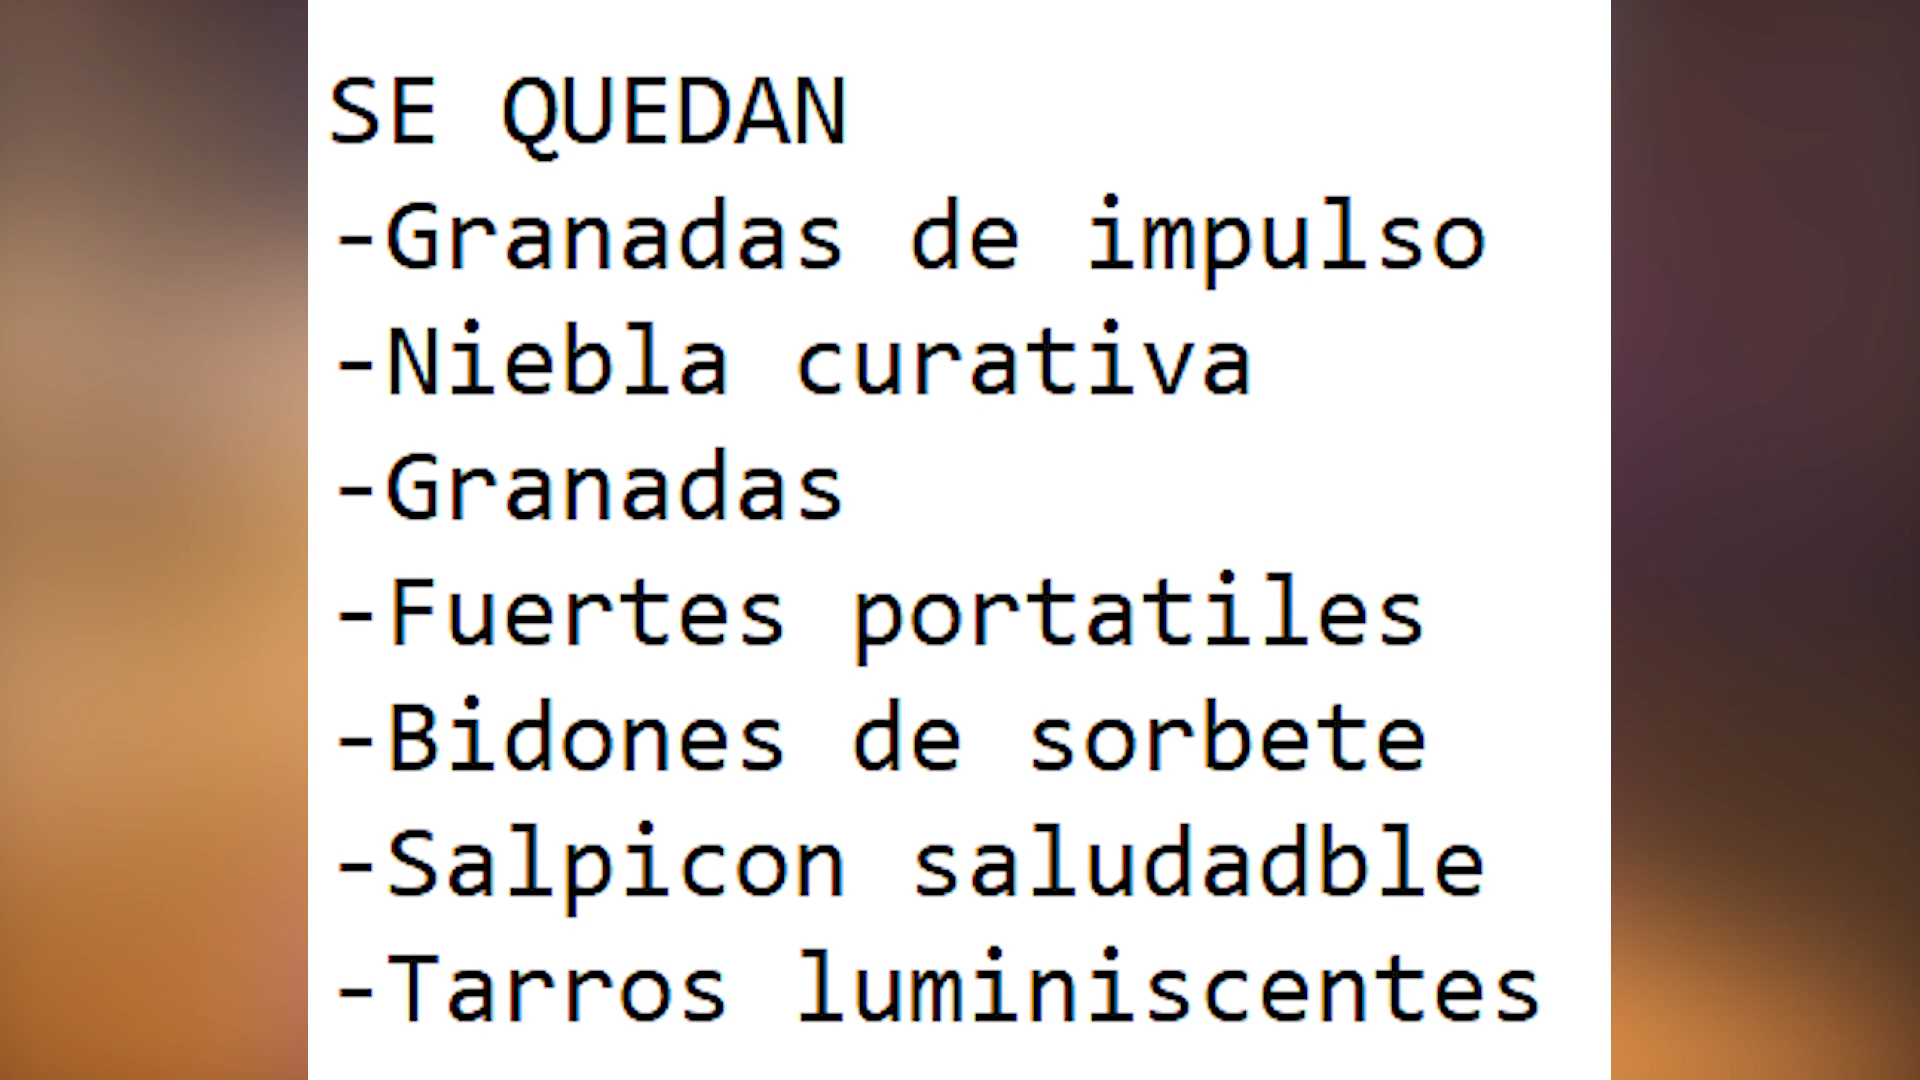 SE QUEDAN
-Granadas de impulso
-Niebla curativa
-Granadas
-Fuertes portatiles
-Bidones de sorbete
-Salpicon saludadble
-Tarros luminiscentes